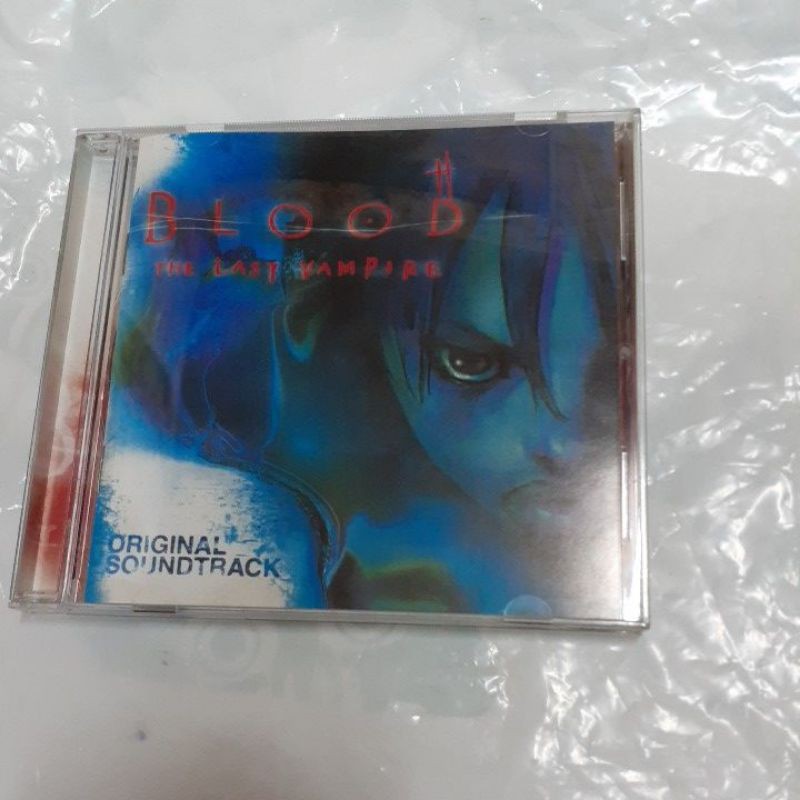 BLOOD
THE LAST VAMPIRE
ORIGINAL
SOUNDTRACK